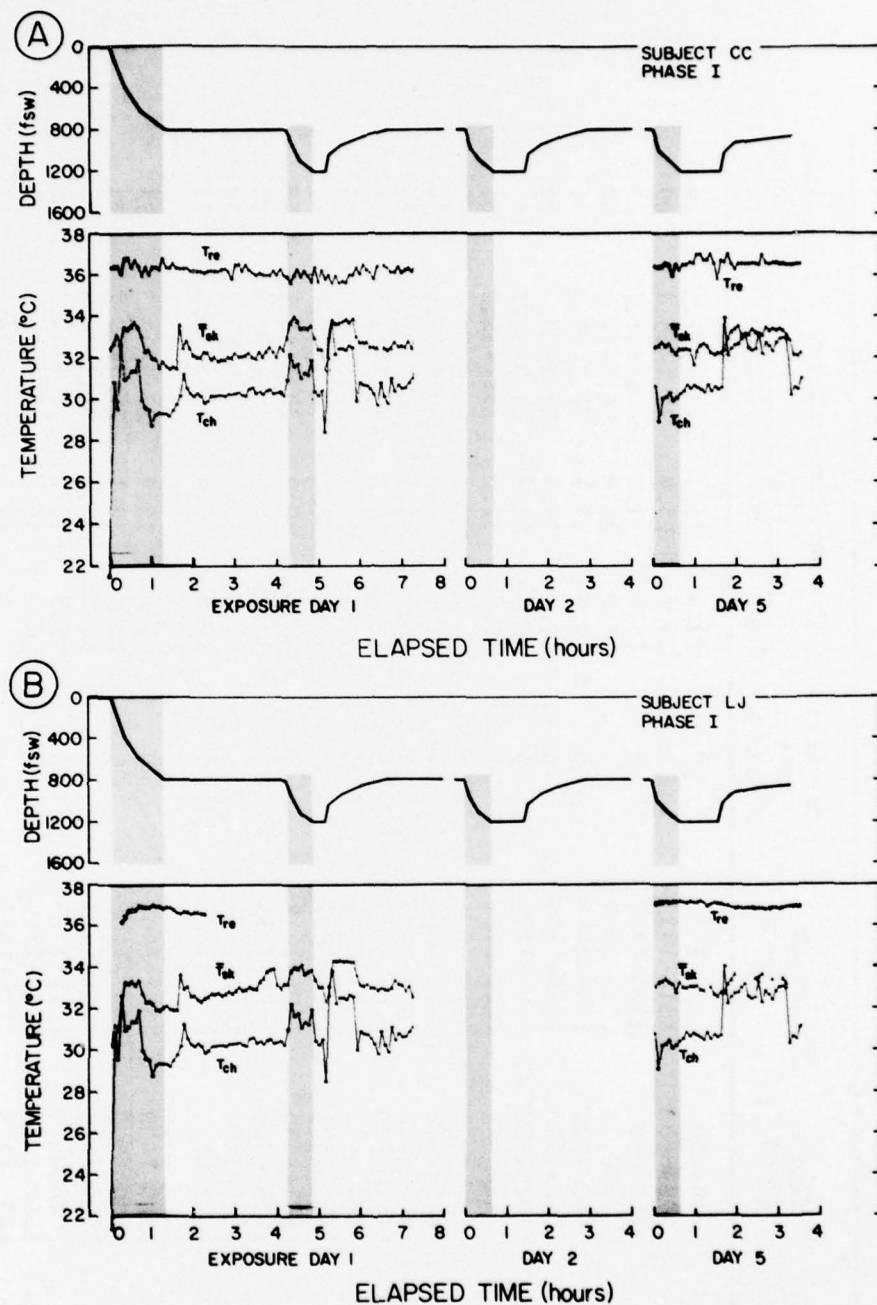 A
SUBJECT CC
PHASE I
DEPTH (fsw)
0
400
800
1200
1600
TEMPERATURE (°C)
38
36
34
32
30
28
26
24
22
Tre
T̅sk
Tch
Tre
T̅sk
Tch
0 1 2 3 4 5 6 7 8 0 1 2 3 4 0 1 2 3 4
EXPOSURE DAY 1 DAY 2 DAY 5
ELAPSED TIME (hours)
B
SUBJECT LJ
PHASE I
DEPTH (fsw)
0
400
800
1200
1600
TEMPERATURE (°C)
38
36
34
32
30
28
26
24
22
Tre
T̅sk
Tch
Tre
T̅sk
Tch
0 1 2 3 4 5 6 7 8 0 1 2 3 4 0 1 2 3 4
EXPOSURE DAY 1 DAY 2 DAY 5
ELAPSED TIME (hours)